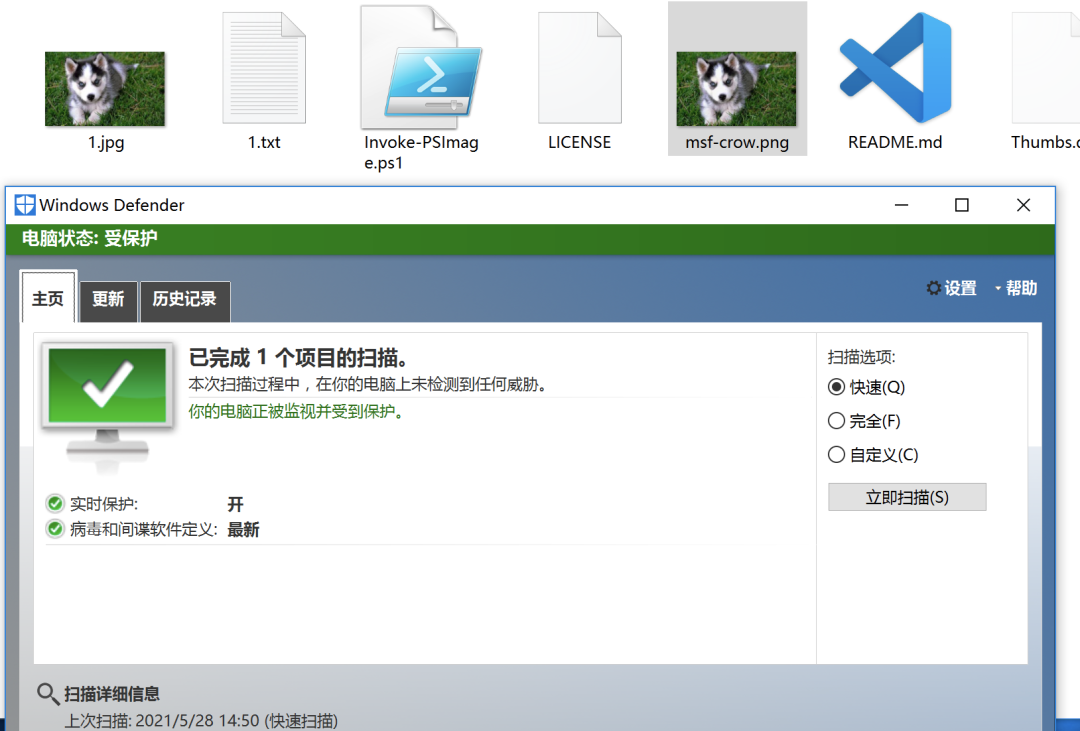 1.jpg
1.txt
Invoke-PSImag
e.ps1
LICENSE
msf-crow.png
README.md
Thumbs.
Windows Defender
电脑状态: 受保护
主页
更新
历史记录
设置
帮助
已完成 1 个项目的扫描。
本次扫描过程中，在你的电脑上未检测到任何威胁。
你的电脑正被监视并受到保护。
实时保护:
开
病毒和间谍软件定义:
最新
扫描选项:
快速(Q)
完全(F)
自定义(C)
立即扫描(S)
扫描详细信息
上次扫描: 2021/5/28 14:50 (快速扫描)